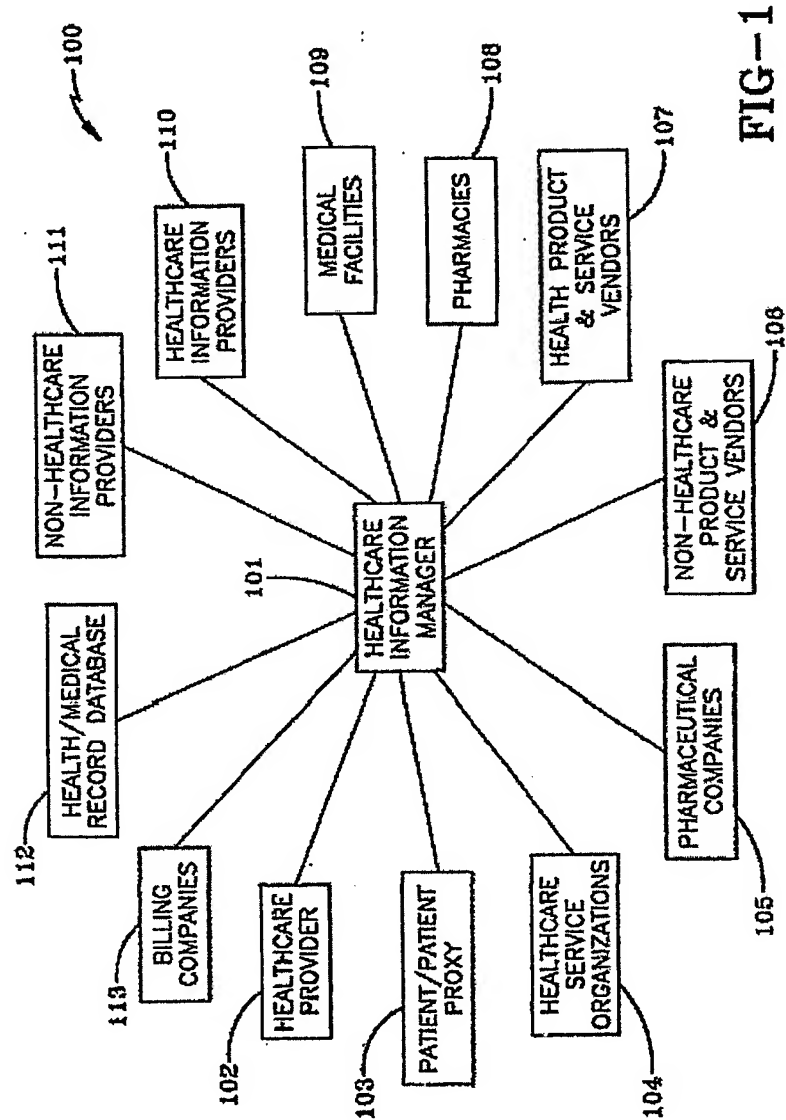 100
112
HEALTH/MEDICAL
RECORD DATABASE
111
NON-HEALTHCARE
INFORMATION
PROVIDERS
113
BILLING
COMPANIES
110
HEALTHCARE
INFORMATION
PROVIDERS
102
HEALTHCARE
PROVIDER
101
HEALTHCARE
INFORMATION
MANAGER
109
MEDICAL
FACILITIES
103
PATIENT/PATIENT
PROXY
108
PHARMACIES
104
HEALTHCARE
SERVICE
ORGANIZATIONS
107
HEALTH PRODUCT
& SERVICE
VENDORS
105
PHARMACEUTICAL
COMPANIES
106
NON-HEALTHCARE
PRODUCT &
SERVICE VENDORS
FIG-1